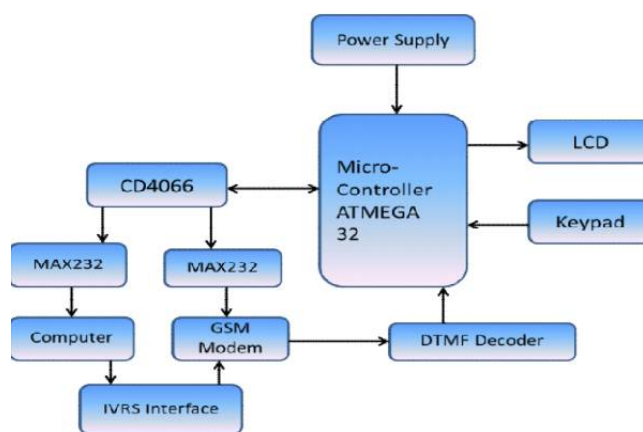 Power Supply
Micro-
Controller
ATMEGA
32
LCD
CD4066
Keypad
MAX232
MAX232
Computer
GSM
Modem
DTMF Decoder
IVRS Interface